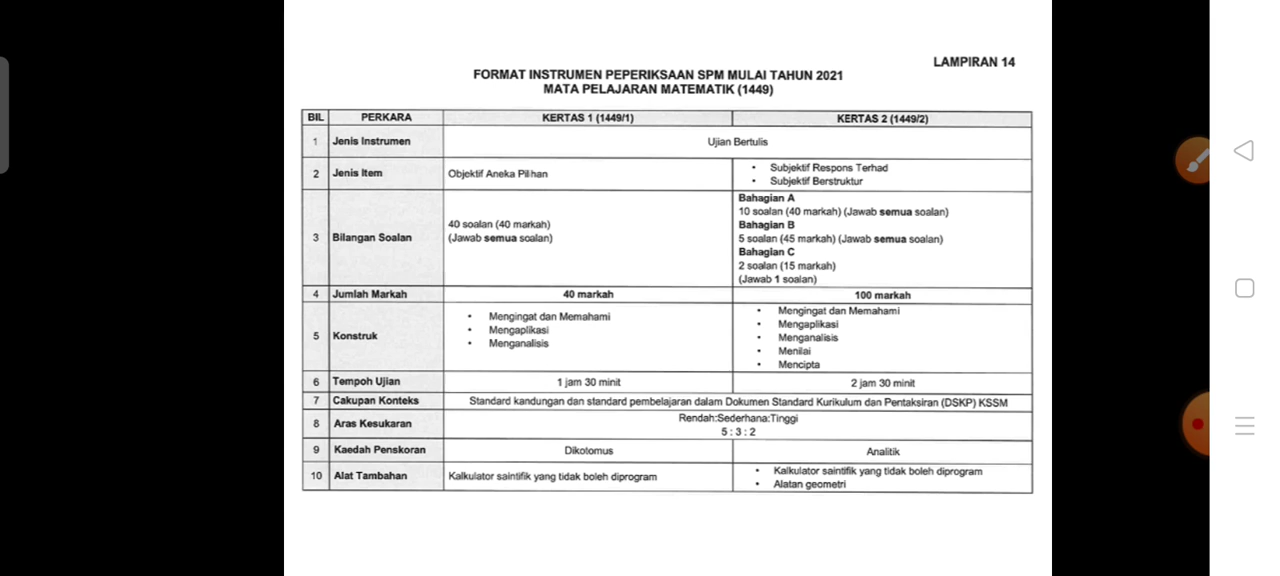 LAMPIRAN 14
FORMAT INSTRUMEN PEPERIKSAAN SPM MULAI TAHUN 2021
MATA PELAJARAN MATEMATIK (1449)
BIL PERKARA KERTAS 1 (1449/1) KERTAS 2 (1449/2)
1 Jenis Instrumen Ujian Bertulis
2 Jenis Item Objektif Aneka Pilihan
• Subjektif Respons Terhad
• Subjektif Berstruktur
3 Bilangan Soalan
40 soalan (40 markah)
(Jawab semua soalan)
Bahagian A
10 soalan (40 markah) (Jawab semua soalan)
Bahagian B
5 soalan (45 markah) (Jawab semua soalan)
Bahagian C
2 soalan (15 markah)
(Jawab 1 soalan)
4 Jumlah Markah 40 markah 100 markah
5 Konstruk
• Mengingat dan Memahami
• Mengaplikasi
• Menganalisis
• Mengingat dan Memahami
• Mengaplikasi
• Menganalisis
• Menilai
• Mencipta
6 Tempoh Ujian 1 jam 30 minit 2 jam 30 minit
7 Cakupan Konteks Standard kandungan dan standard pembelajaran dalam Dokumen Standard Kurikulum dan Pentaksiran (DSKP) KSSM
8 Aras Kesukaran
Rendah:Sederhana:Tinggi
5 : 3 : 2
9 Kaedah Penskoran Dikotomus Analitik
10 Alat Tambahan Kalkulator saintifik yang tidak boleh diprogram
• Kalkulator saintifik yang tidak boleh diprogram
• Alatan geometri